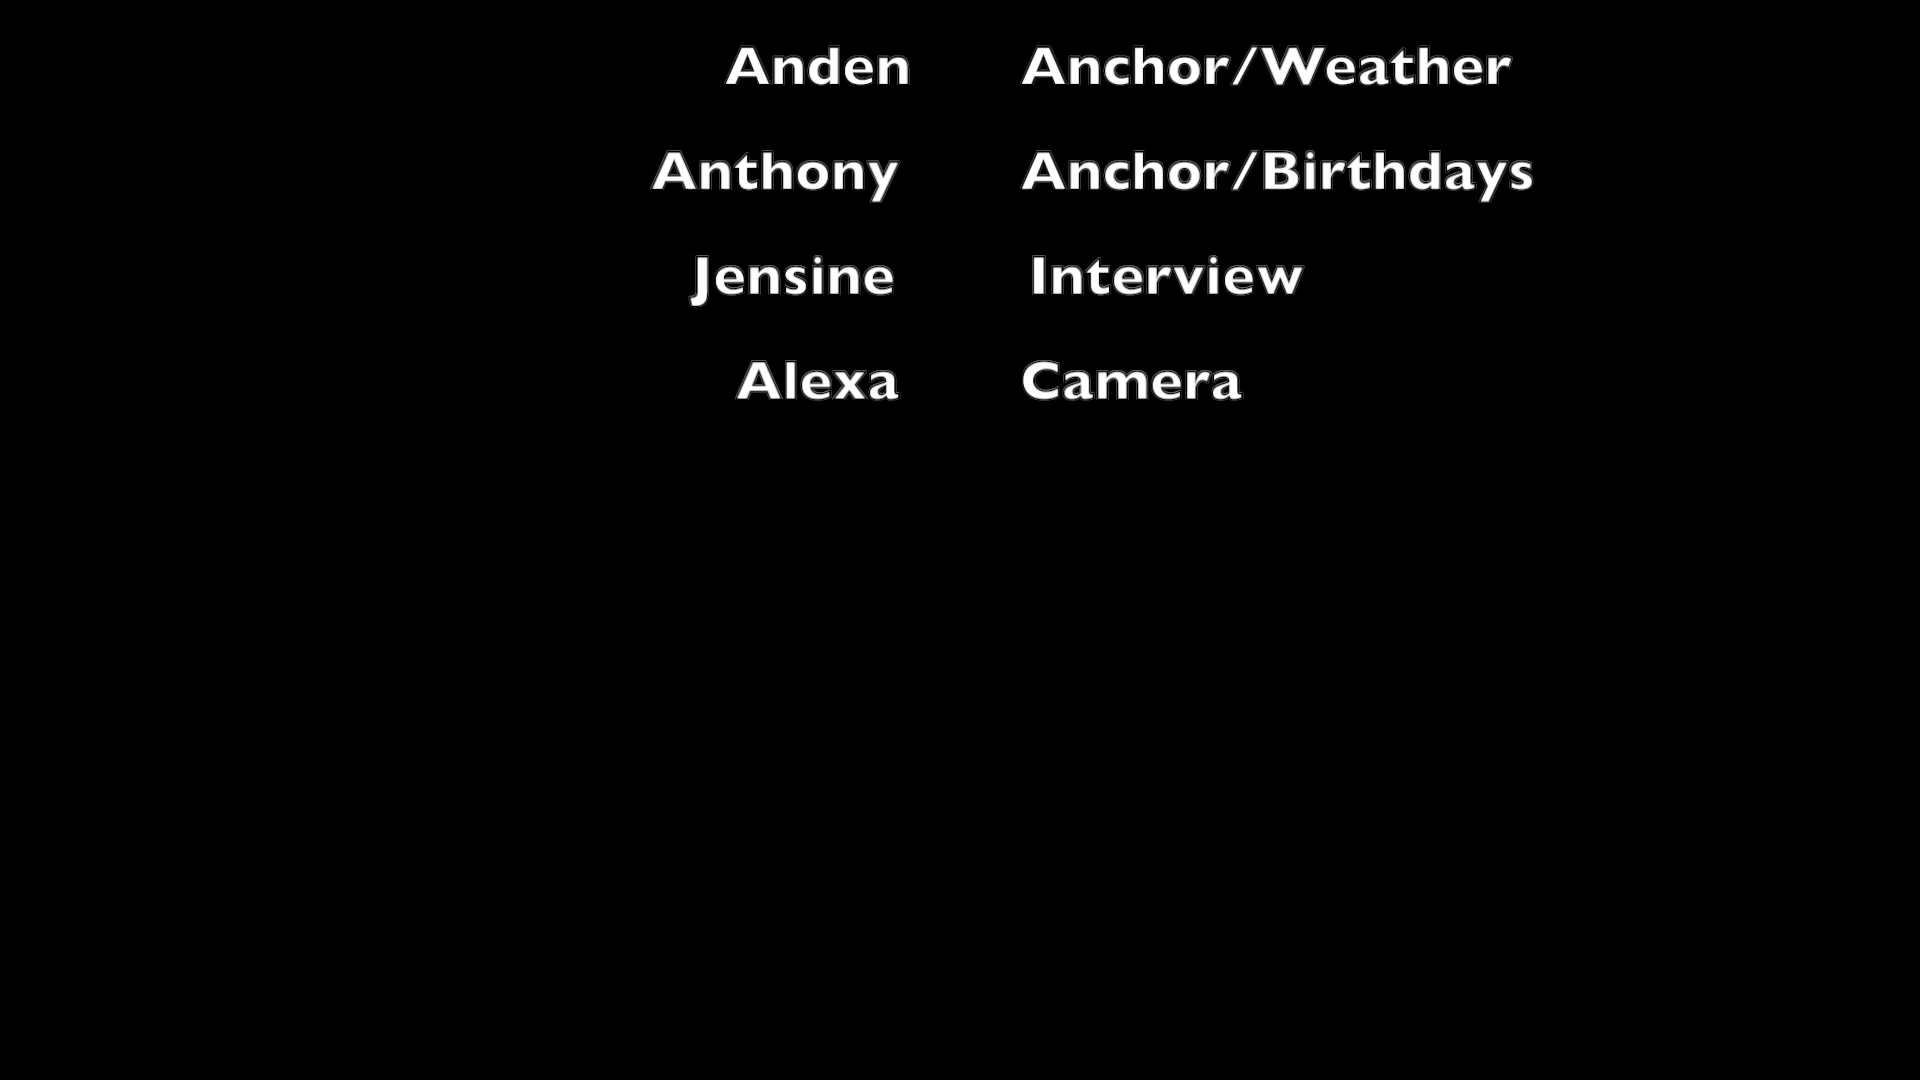 Anden Anchor/Weather
Anthony Anchor/Birthdays
Jensine Interview
Alexa Camera